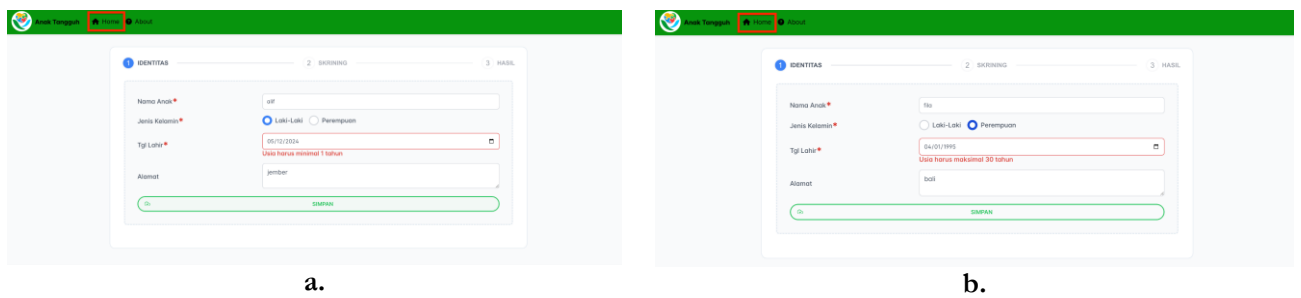 Anak Tangguh Home About
1 IDENTITAS 2 SKRINING 3 HASIL
Nama Anak* alif
Jenis Kelamin* Laki-Laki Perempuan
Tgl Lahir* 05/12/2024
Usia harus minimal 1 tahun
Alamat jember
SIMPAN
a.
Anak Tangguh Home About
1 IDENTITAS 2 SKRINING 3 HASIL
Nama Anak*
Jenis Kelamin* Laki-Laki Perempuan
Tgl Lahir* 04/01/1995
Usia harus maksimal 30 tahun
Alamat bali
SIMPAN
b.